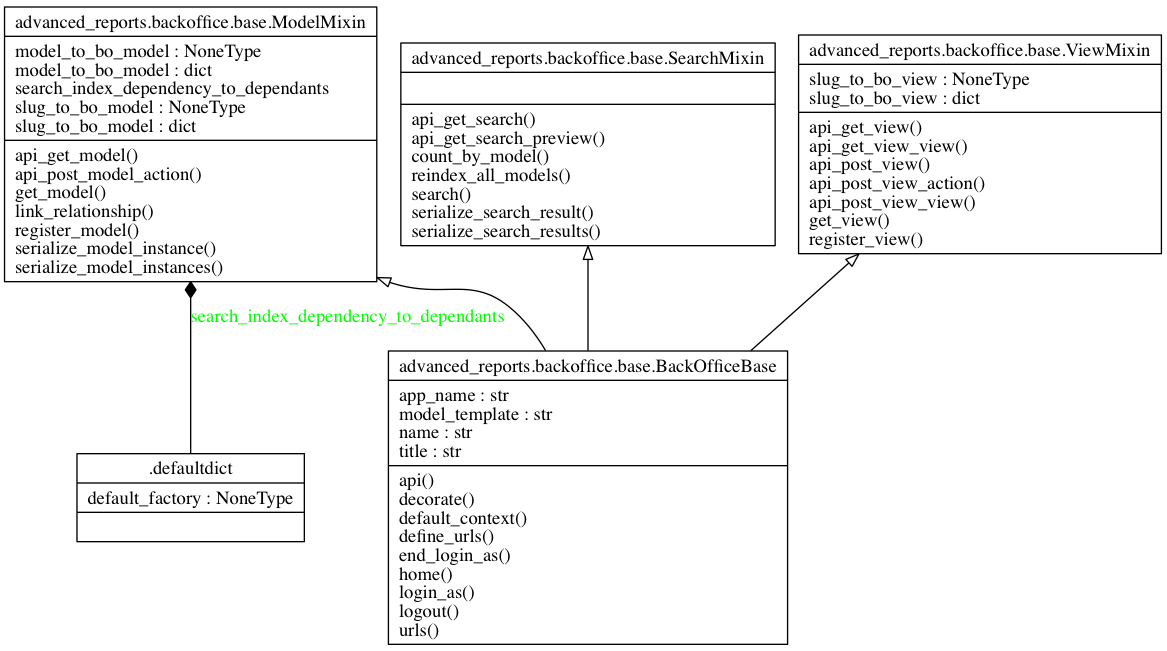 advanced_reports.backoffice.base.ModelMixin
model_to_bo_model : NoneType
model_to_bo_model : dict
search_index_dependency_to_dependants
slug_to_bo_model : NoneType
slug_to_bo_model : dict
api_get_model()
api_post_model_action()
get_model()
link_relationship()
register_model()
serialize_model_instance()
serialize_model_instances()
advanced_reports.backoffice.base.SearchMixin
api_get_search()
api_get_search_preview()
count_by_model()
reindex_all_models()
search()
serialize_search_result()
serialize_search_results()
advanced_reports.backoffice.base.ViewMixin
slug_to_bo_view : NoneType
slug_to_bo_view : dict
api_get_view()
api_get_view_view()
api_post_view()
api_post_view_action()
api_post_view_view()
get_view()
register_view()
search_index_dependency_to_dependants
.defaultdict
default_factory : NoneType
advanced_reports.backoffice.base.BackOfficeBase
app_name : str
model_template : str
name : str
title : str
api()
decorate()
default_context()
define_urls()
end_login_as()
home()
login_as()
logout()
urls()